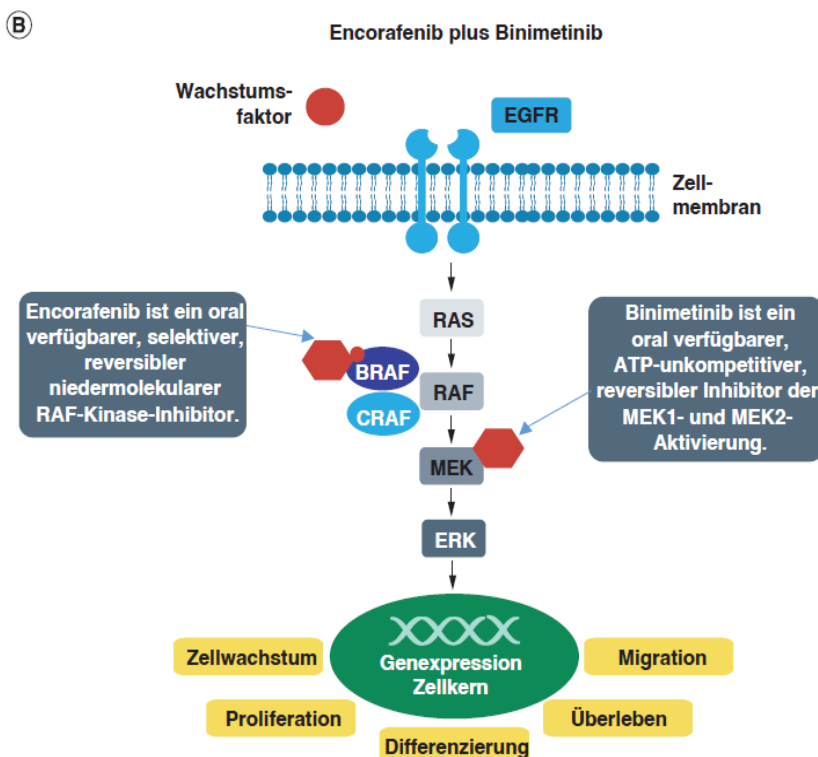 B
Encorafenib plus Binimetinib
Wachstums-
faktor
EGFR
Zell-
membran
Encorafenib ist ein oral
verfügbarer, selektiver,
reversibler
niedermolekularer
RAF-Kinase-Inhibitor.
RAS
BRAF
RAF
CRAF
MEK
ERK
Binimetinib ist ein
oral verfügbarer,
ATP-unkompetitiver,
reversibler Inhibitor der
MEK1- und MEK2-
Aktivierung.
Genexpression
Zellkern
Zellwachstum
Migration
Proliferation
Überleben
Differenzierung